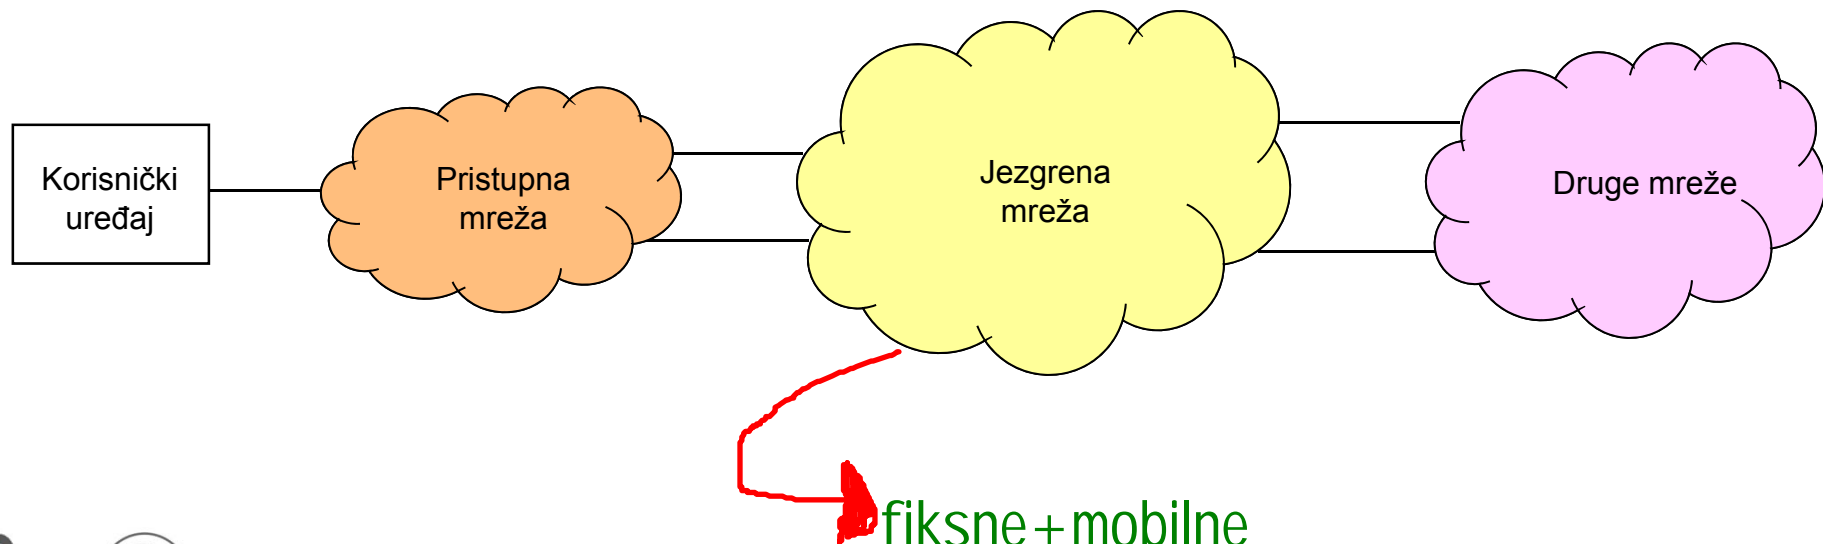 Korisnički
uređaj
Pristupna
mreža
Jezgrena
mreža
Druge mreže
fiksne+mobilne